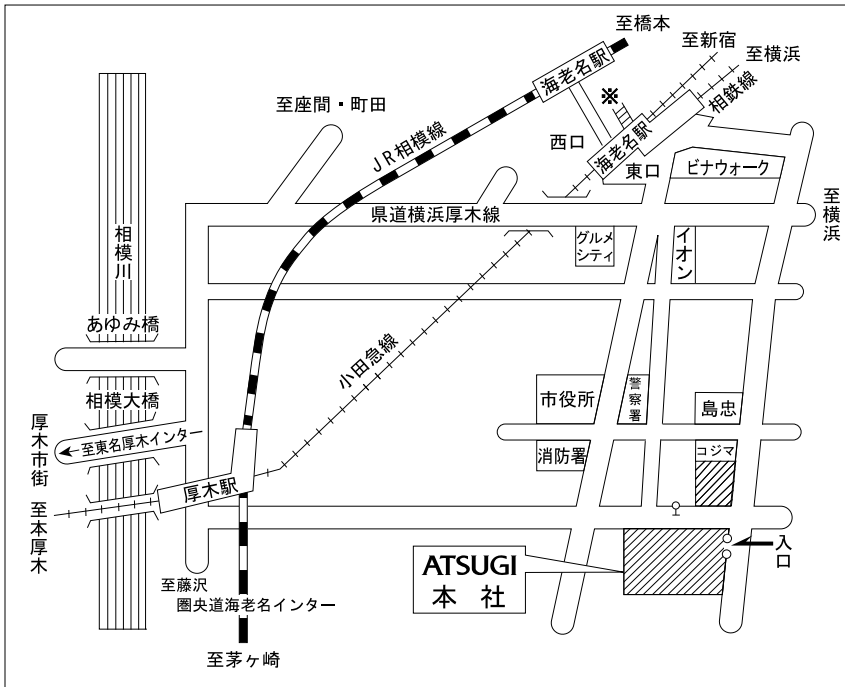 至橋本
至新宿
至横浜
海老名駅
※
相鉄線
至座間・町田
JR相模線
西口
海老名駅
東口
ビナウォーク
至横浜
県道横浜厚木線
相模川
グルメ
シティ
イオン
あゆみ橋
小田急線
相模大橋
市役所
警察署
島忠
厚木市街
至東名厚木インター
消防署
コジマ
厚木駅
至本厚木
入口
ATSUGI
本社
至藤沢
圏央道海老名インター
至茅ヶ崎